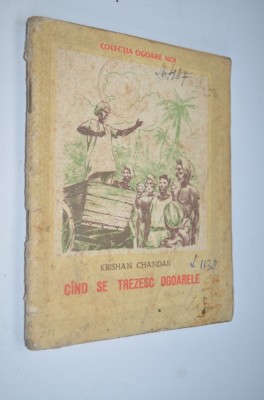 COLECȚIA OGOARE NOI
KRISHAN CHANDAR
CÎND SE TREZESC OGOARELE